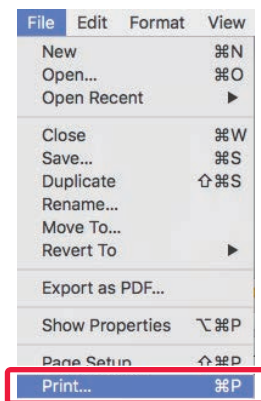 File Edit Format View
New ⌘N
Open... ⌘O
Open Recent ▶
Close ⌘W
Save... ⌘S
Duplicate ⇧⌘S
Rename...
Move To...
Revert To ▶
Export as PDF...
Show Properties ⌥⌘P
Page Setup ⇧⌘P
Print... ⌘P